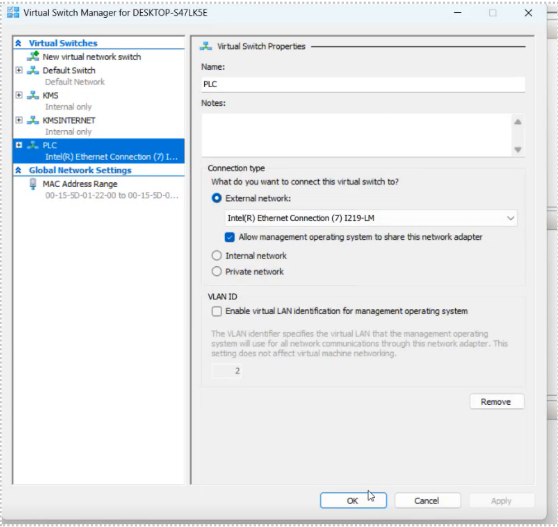 Virtual Switch Manager for DESKTOP-S47LK5E
Virtual Switches
New virtual network switch
Default Switch
Default Network
KMS
Internal only
KMSINTERNET
Internal only
PLC
Intel(R) Ethernet Connection (7) I...
Global Network Settings
MAC Address Range
00-15-5D-01-22-00 to 00-15-5D-0...
Virtual Switch Properties
Name:
PLC
Notes:
Connection type
What do you want to connect this virtual switch to?
External network:
Intel(R) Ethernet Connection (7) I219-LM
Allow management operating system to share this network adapter
Internal network
Private network
VLAN ID
Enable virtual LAN identification for management operating system
The VLAN identifier specifies the virtual LAN that the management operating
system will use for all network communications through this network adapter. This
setting does not affect virtual machine networking.
2
Remove
OK
Cancel
Apply